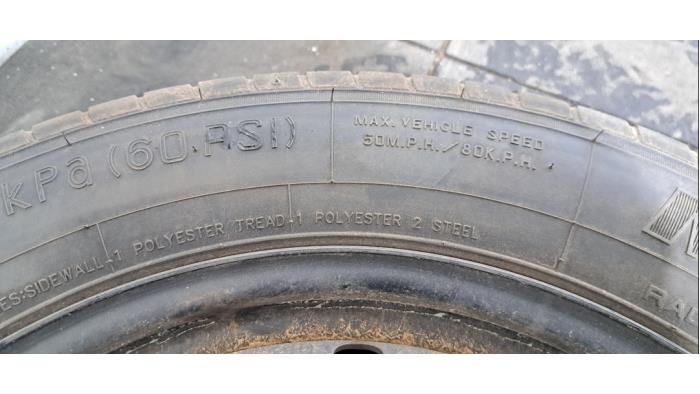 kPa (60 PSI)
MAX. VEHICLE SPEED
50M.P.H./80K.P.H.
ES:SIDEWALL-1 POLYESTER TREAD-1 POLYESTER 2 STEEL